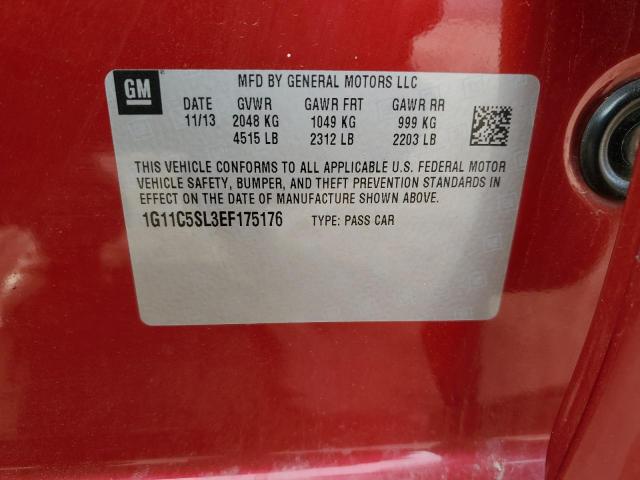 GM
MFD BY GENERAL MOTORS LLC
DATE GVWR GAWR FRT GAWR RR
11/13 2048 KG 1049 KG 999 KG
4515 LB 2312 LB 2203 LB
THIS VEHICLE CONFORMS TO ALL APPLICABLE U.S. FEDERAL MOTOR
VEHICLE SAFETY, BUMPER, AND THEFT PREVENTION STANDARDS IN
EFFECT ON THE DATE OF MANUFACTURE SHOWN ABOVE.
1G11C5SL3EF175176 TYPE: PASS CAR